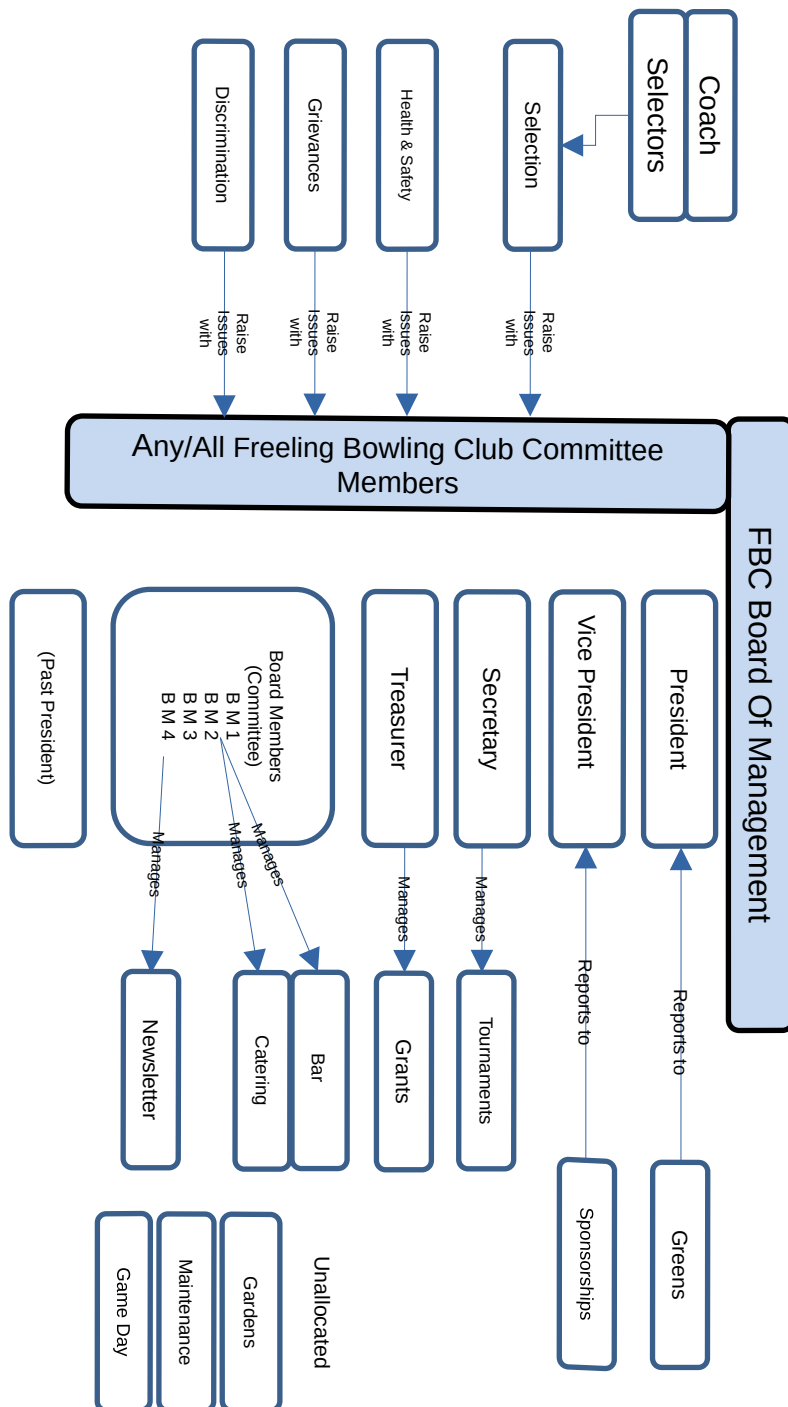 FBC Board Of Management
Coach
Selectors
Selection
Health & Safety
Grievances
Discrimination
Raise
Issues
with
Raise
Issues
with
Raise
Issues
with
Raise
Issues
with
Any/All Freeling Bowling Club Committee
Members
President
Vice President
Secretary
Treasurer
Board Members
(Committee)
B M 1
B M 2
B M 3
B M 4
(Past President)
Reports to
Reports to
Manages
Manages
Manages
Manages
Manages
Greens
Sponsorships
Tournaments
Grants
Bar
Catering
Newsletter
Unallocated
Gardens
Maintenance
Game Day